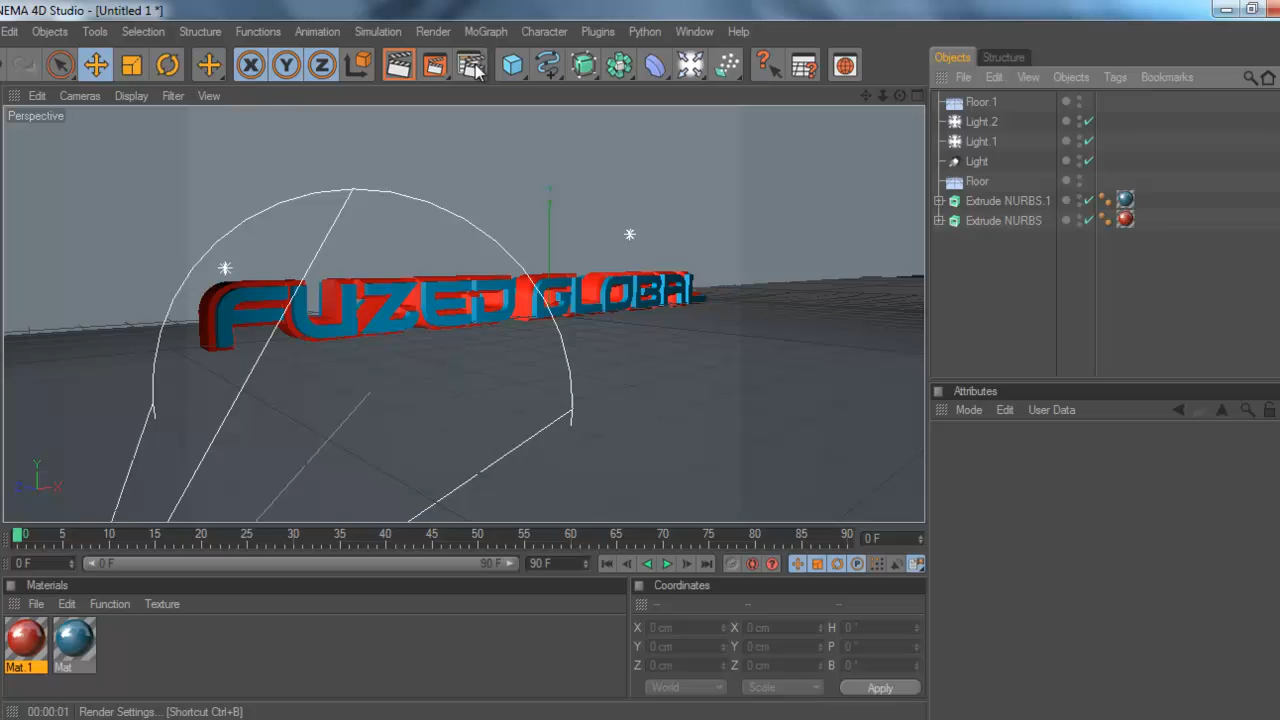 NEMA 4D Studio - [Untitled 1 *]
Edit Objects Tools Selection Structure Functions Animation Simulation Render MoGraph Character Plugins Python Window Help
X Y Z
Objects Structure
File Edit View Objects Tags Bookmarks
Edit Cameras Display Filter View
Perspective
Floor.1
Light.2
Light.1
Light
Floor
Extrude NURBS.1
Extrude NURBS
FUZED GLOBAL
Y
Z X
Attributes
Mode Edit User Data
0 5 10 15 20 25 30 35 40 45 50 55 60 65 70 75 80 85 90 0 F
0 F 0 F 90 F 90 F
Materials
File Edit Function Texture
Mat.1 Mat
Coordinates
-- -- --
X 0 cm X 0 cm H 0 °
Y 0 cm Y 0 cm P 0 °
Z 0 cm Z 0 cm B 0 °
World Scale Apply
00:00:01 Render Settings... [Shortcut Ctrl+B]